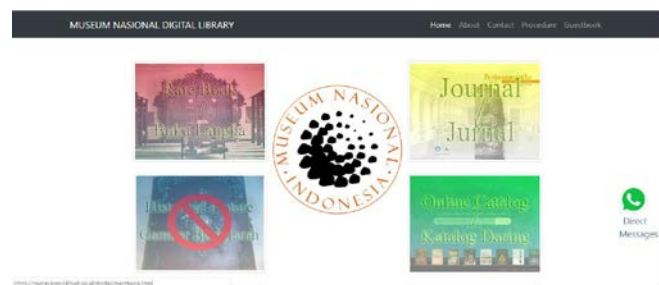 MUSEUM NASIONAL DIGITAL LIBRARY
Home About Contact Procedure Guestbook
Rare Book
Buku Langka
Journal
Jurnal
MUSEUM NASIONAL
INDONESIA
Online Catalog
Katalog Daring
Direct
Messages